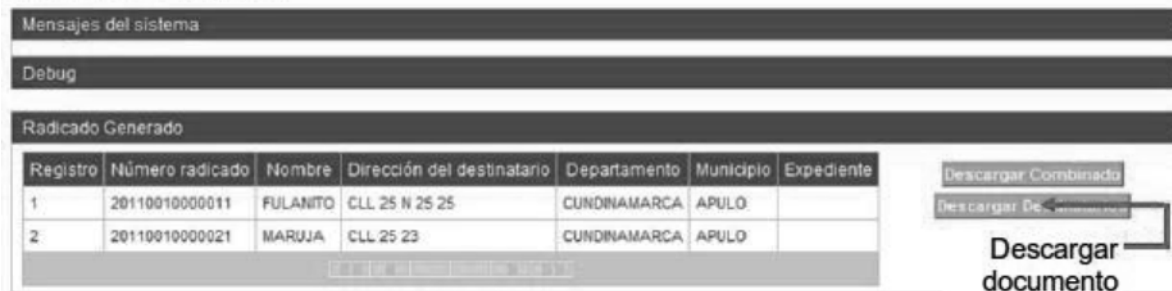 Mensajes del sistema
Debug
Radicado Generado
Registro Número radicado Nombre Dirección del destinatario Departamento Municipio Expediente
1 20110010000011 FULANITO CLL 25 N 25 25 CUNDINAMARCA APULO
2 20110010000021 MARUJA CLL 25 23 CUNDINAMARCA APULO
Descargar Combinado
Descargar
Descargar
documento